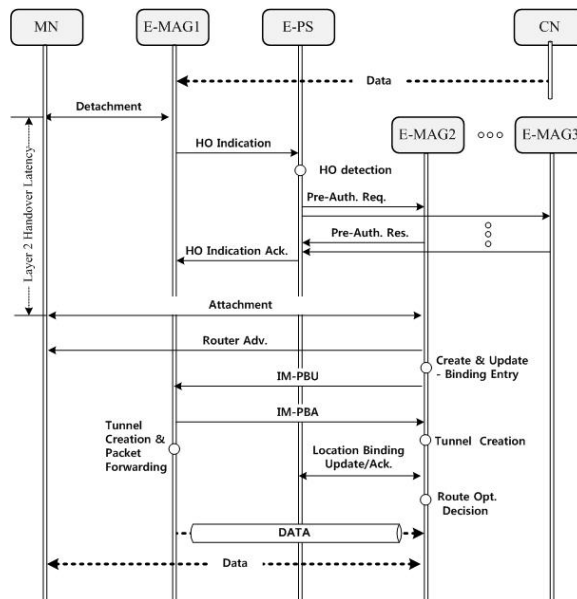 MN
E-MAG1
E-PS
CN
Data
Detachment
HO Indication
E-MAG2
E-MAG3
HO detection
Pre-Auth. Req.
Pre-Auth. Res.
HO Indication Ack.
Layer 2 Handover Latency
Attachment
Router Adv.
Create & Update
- Binding Entry
IM-PBU
IM-PBA
Tunnel
Creation &
Packet
Forwarding
Tunnel Creation
Location Binding
Update/Ack.
Route Opt.
Decision
DATA
Data